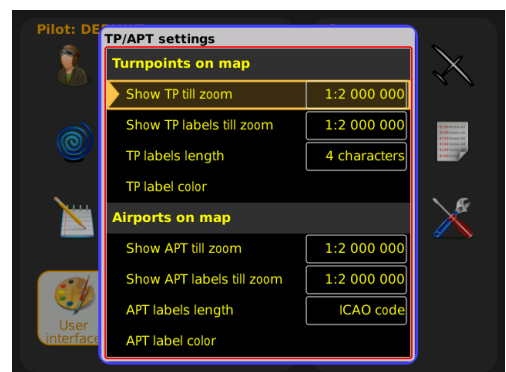 Pilot: DE
TP/APT settings
Turnpoints on map
Show TP till zoom 1:2 000 000
Show TP labels till zoom 1:2 000 000
TP labels length 4 characters
TP label color
Airports on map
Show APT till zoom 1:2 000 000
Show APT labels till zoom 1:2 000 000
APT labels length ICAO code
APT label color
User
interface